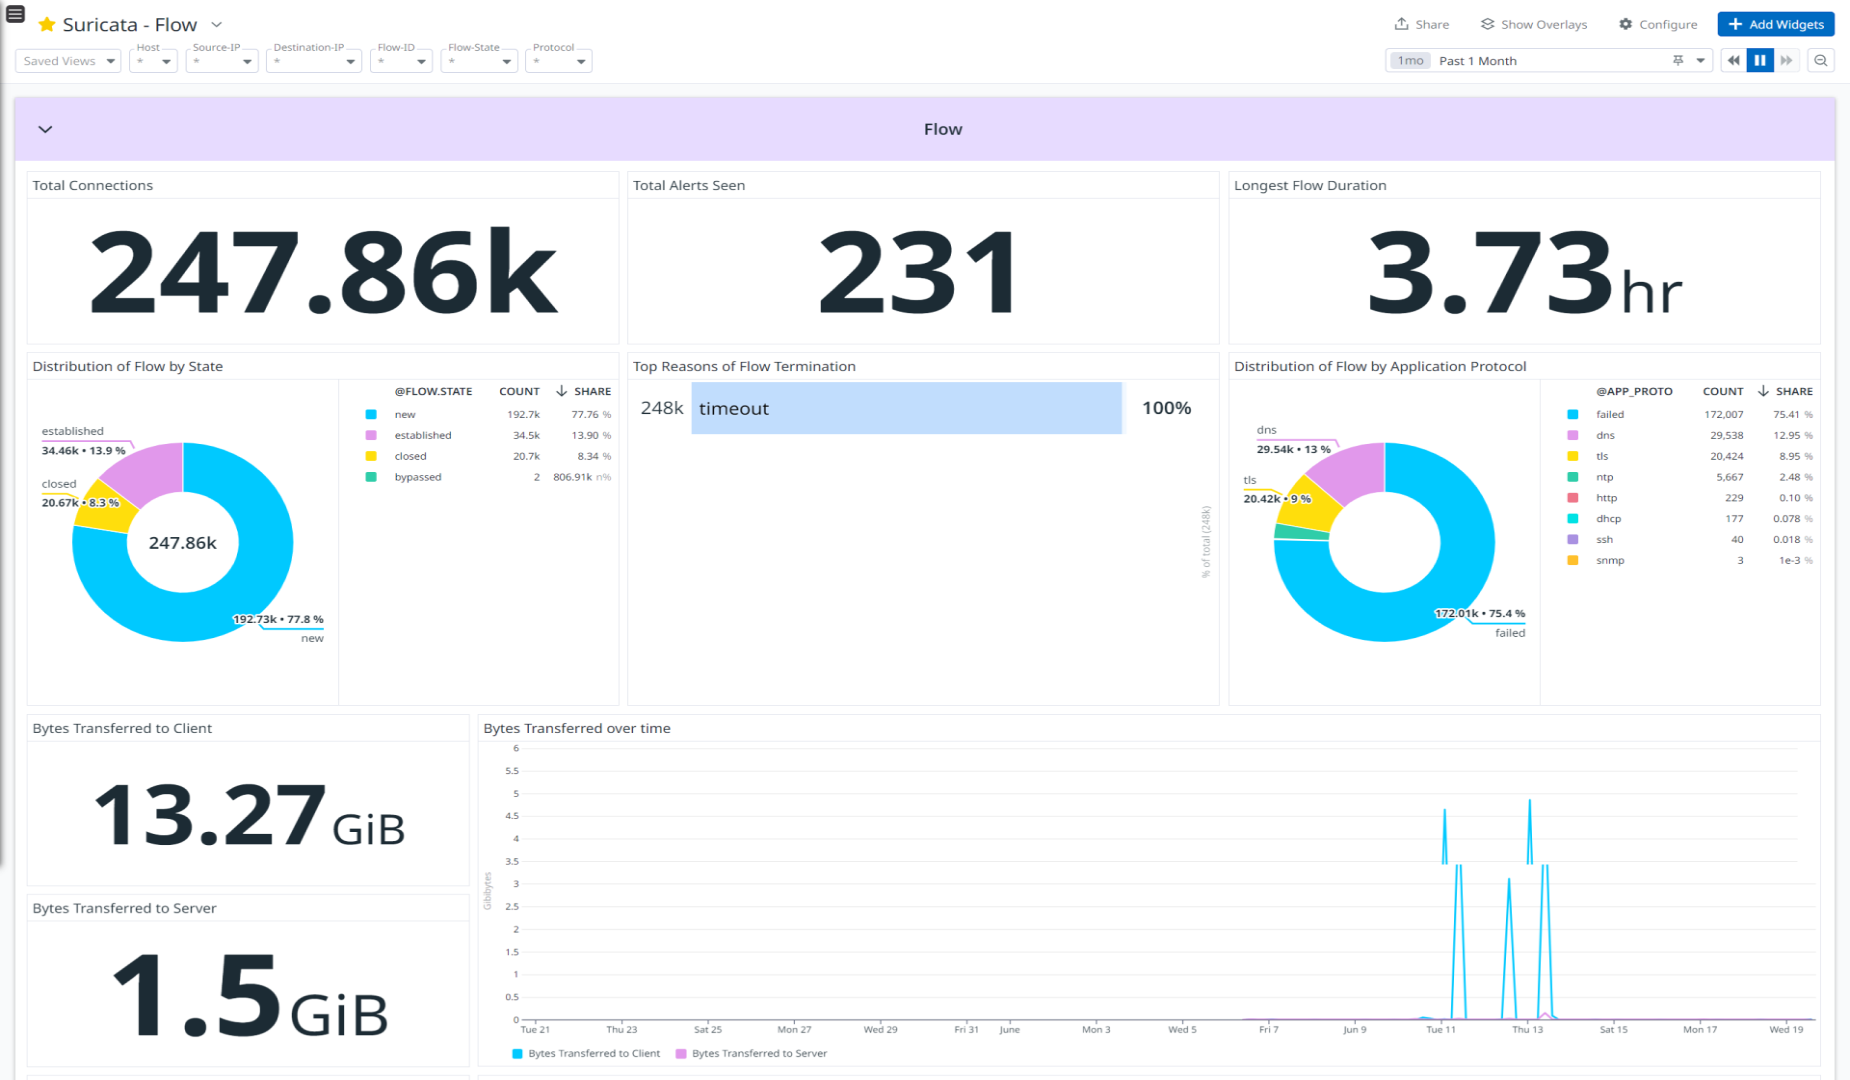 Suricata - Flow
Share
Show Overlays
Configure
+ Add Widgets
Saved Views
Host
*
Source-IP
*
Destination-IP
*
Flow-ID
*
Flow-State
*
Protocol
*
1mo Past 1 Month
Flow
Total Connections
247.86k
Total Alerts Seen
231
Longest Flow Duration
3.73hr
Distribution of Flow by State
established
34.46k • 13.9 %
closed
20.67k • 8.3 %
247.86k
192.73k • 77.8 %
new
@FLOW.STATE COUNT ↓ SHARE
new 192.7k 77.76 %
established 34.5k 13.90 %
closed 20.7k 8.34 %
bypassed 2 806.91k n%
Top Reasons of Flow Termination
248k timeout 100%
% of total (248k)
Distribution of Flow by Application Protocol
dns
29.54k • 13 %
tls
20.42k • 9 %
172.01k • 75.4 %
failed
@APP_PROTO COUNT ↓ SHARE
failed 172,007 75.41 %
dns 29,538 12.95 %
tls 20,424 8.95 %
ntp 5,667 2.48 %
http 229 0.10 %
dhcp 177 0.078 %
ssh 40 0.018 %
snmp 3 1e-3 %
Bytes Transferred to Client
13.27GiB
Bytes Transferred to Server
1.5GiB
Bytes Transferred over time
Gibibytes
6
5.5
5
4.5
4
3.5
3
2.5
2
1.5
1
0.5
0
Tue 21 Thu 23 Sat 25 Mon 27 Wed 29 Fri 31 June Mon 3 Wed 5 Fri 7 Jun 9 Tue 11 Thu 13 Sat 15 Mon 17 Wed 19
Bytes Transferred to Client Bytes Transferred to Server